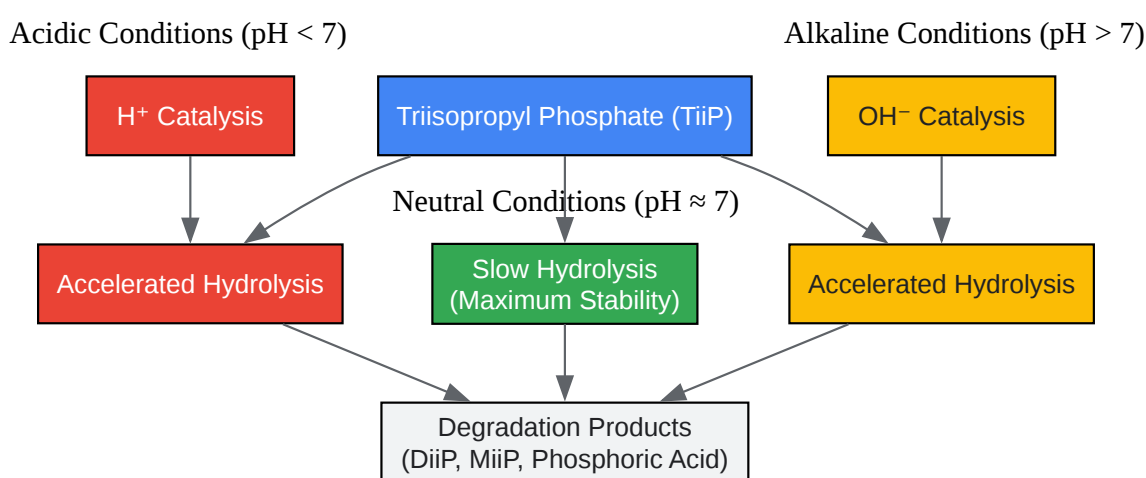 Acidic Conditions (pH < 7)
Alkaline Conditions (pH > 7)
H⁺ Catalysis
Triisopropyl Phosphate (TiiP)
OH⁻ Catalysis
Neutral Conditions (pH ≈ 7)
Accelerated Hydrolysis
Slow Hydrolysis
(Maximum Stability)
Accelerated Hydrolysis
Degradation Products
(DiiP, MiiP, Phosphoric Acid)